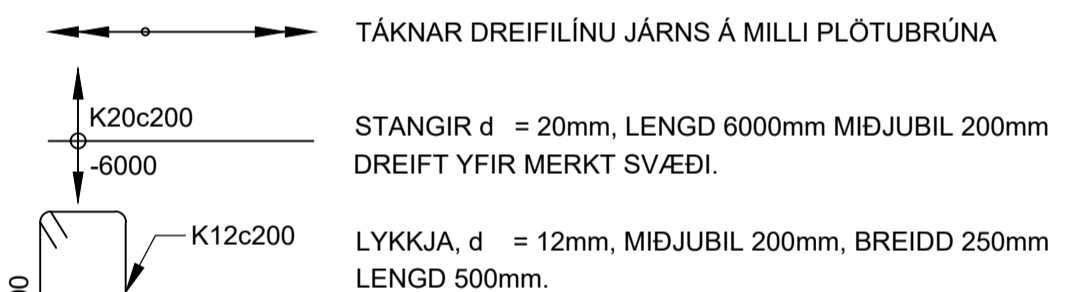 TÁKNAR DREIFILÍNU JÁRNS Á MILLI PLÖTUBRÚNA
K20c200
-6000
STANGIR d = 20mm, LENGD 6000mm MIÐJUBIL 200mm
DREIFT YFIR MERKT SVÆÐI.
K12c200
LYKKJA, d = 12mm, MIÐJUBIL 200mm, BREIDD 250mm
LENGD 500mm.